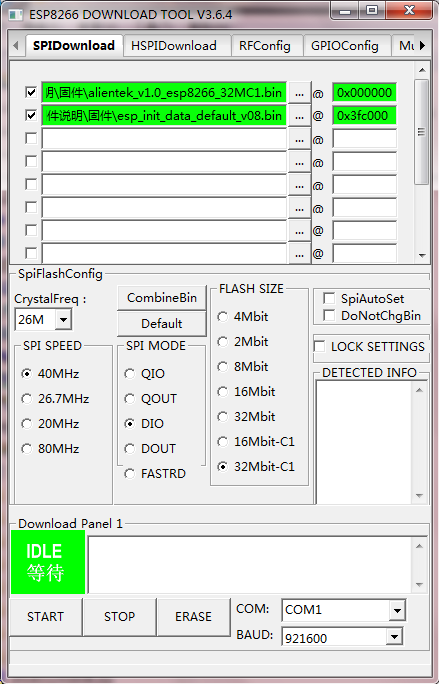 ESP8266 DOWNLOAD TOOL V3.6.4
SPIDownload HSPIDownload RFConfig GPIOConfig Mu
固件\alientek_v1.0_esp8266_32MC1.bin ... @ 0x000000
件说明\固件\esp_init_data_default_v08.bin ... @ 0x3fc000
... @
... @
... @
... @
... @
... @
SpiFlashConfig
CrystalFreq :
26M
CombineBin
Default
SPI SPEED
40MHz
26.7MHz
20MHz
80MHz
SPI MODE
QIO
QOUT
DIO
DOUT
FASTRD
FLASH SIZE
4Mbit
2Mbit
8Mbit
16Mbit
32Mbit
16Mbit-C1
32Mbit-C1
SpiAutoSet
DoNotChgBin
LOCK SETTINGS
DETECTED INFO
Download Panel 1
IDLE
等待
START STOP ERASE
COM: COM1
BAUD: 921600